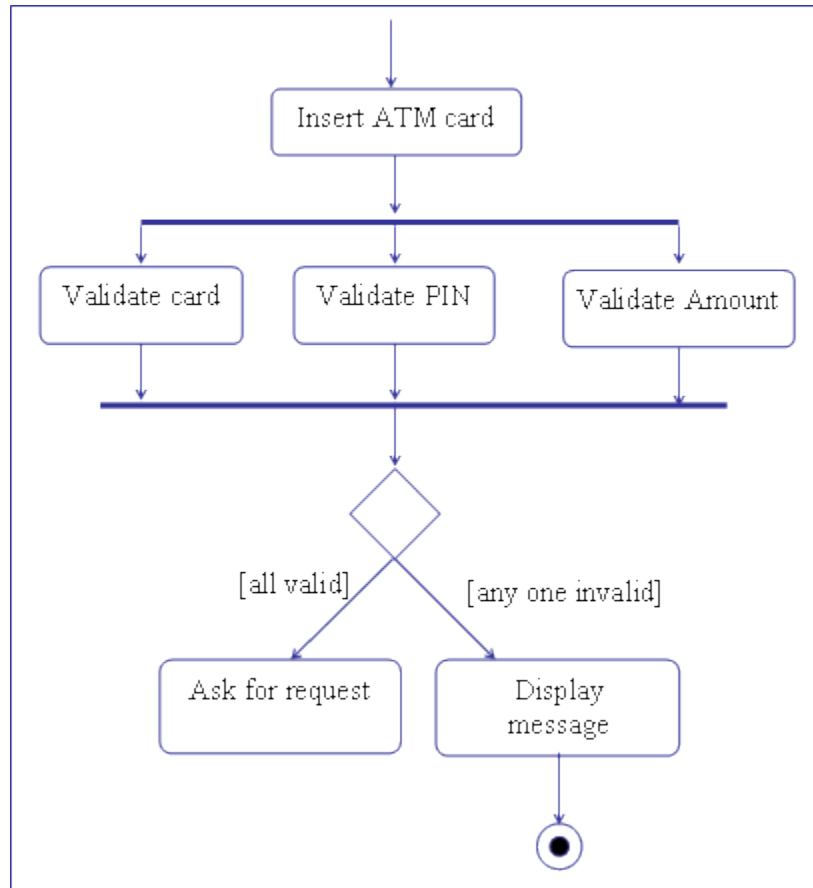 Insert ATM card
Validate card
Validate PIN
Validate Amount
[all valid]
[any one invalid]
Ask for request
Display
message